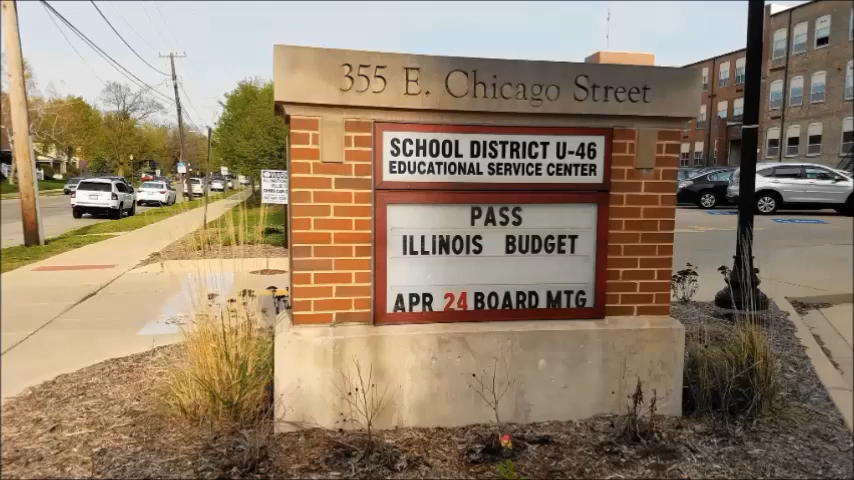 355 E. Chicago Street
SCHOOL DISTRICT U-46
EDUCATIONAL SERVICE CENTER
PASS
ILLINOIS BUDGET
APR 24 BOARD MTG